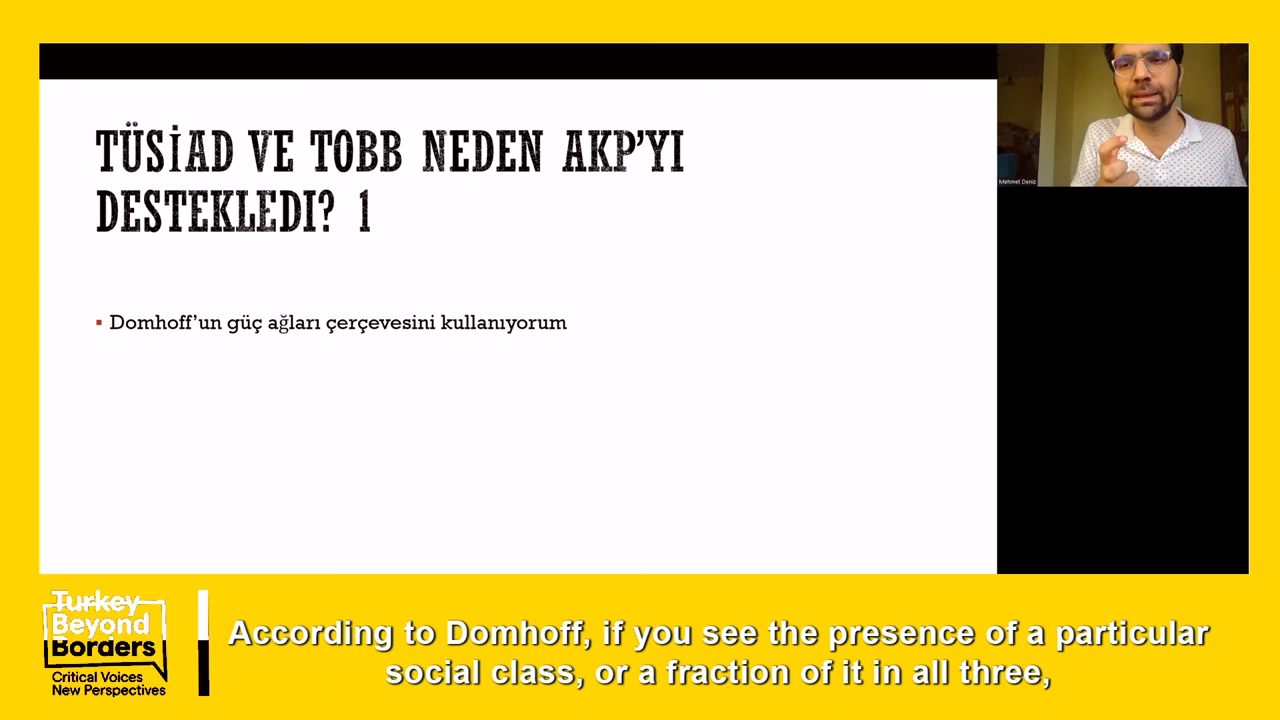 TÜSİAD VE TOBB NEDEN AKP'YI
DESTEKLEDI? 1
▪ Domhoff'un güç ağları çerçevesini kullanıyorum
Mehmet Deniz
Turkey
Beyond
Borders
Critical Voices
New Perspectives
According to Domhoff, if you see the presence of a particular
social class, or a fraction of it in all three,